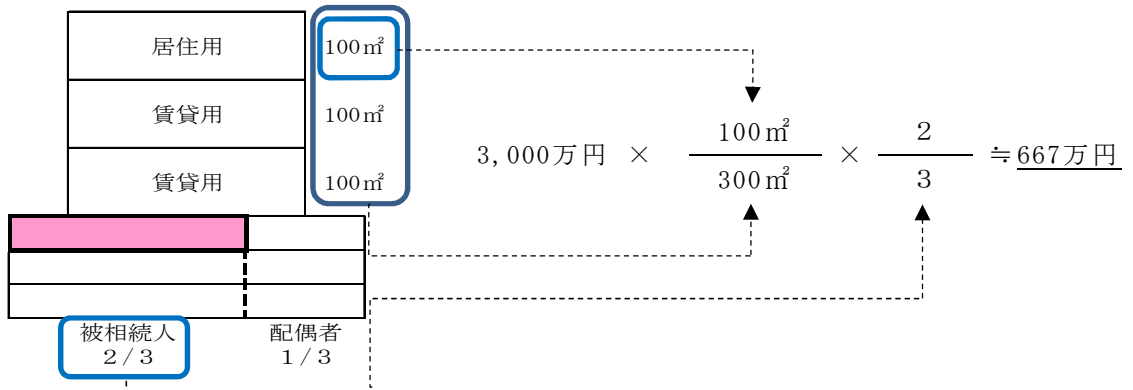 居住用 100㎡
賃貸用 100㎡
賃貸用 100㎡
3,000万円 × 100㎡/300㎡ × 2/3 ≒ 667万円
被相続人 配偶者
2/3 1/3